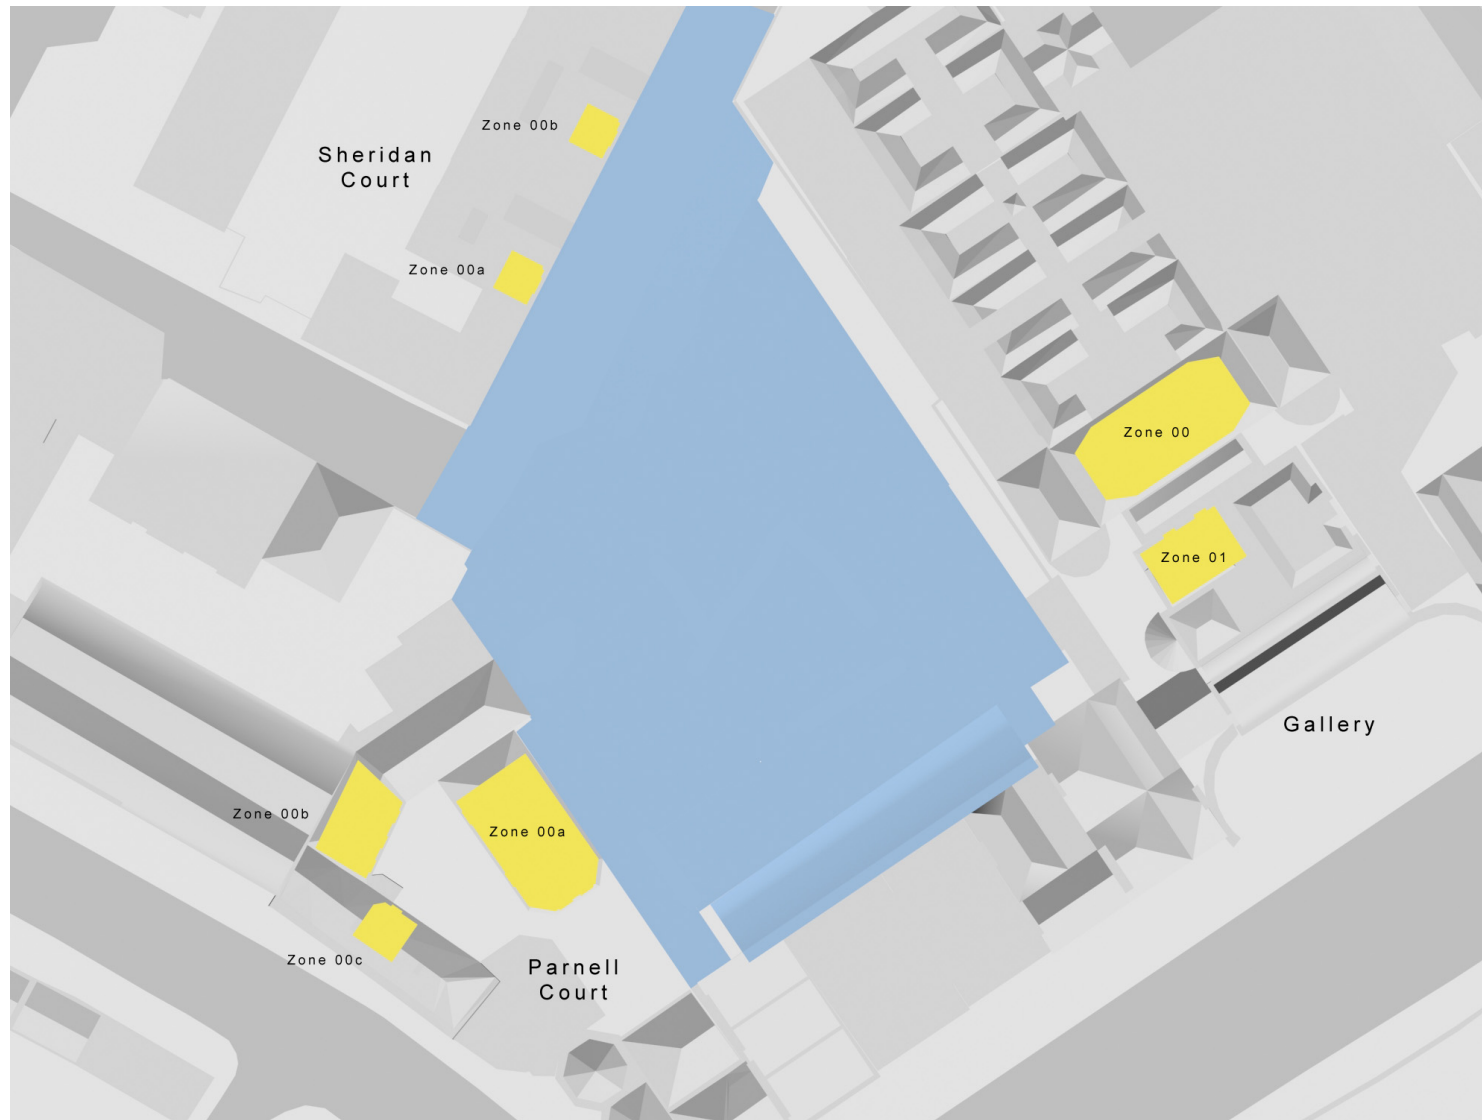 Zone 00b
Sheridan
Court
Zone 00a
Zone 00
Zone 01
Gallery
Zone 00b
Zone 00a
Zone 00c
Parnell
Court